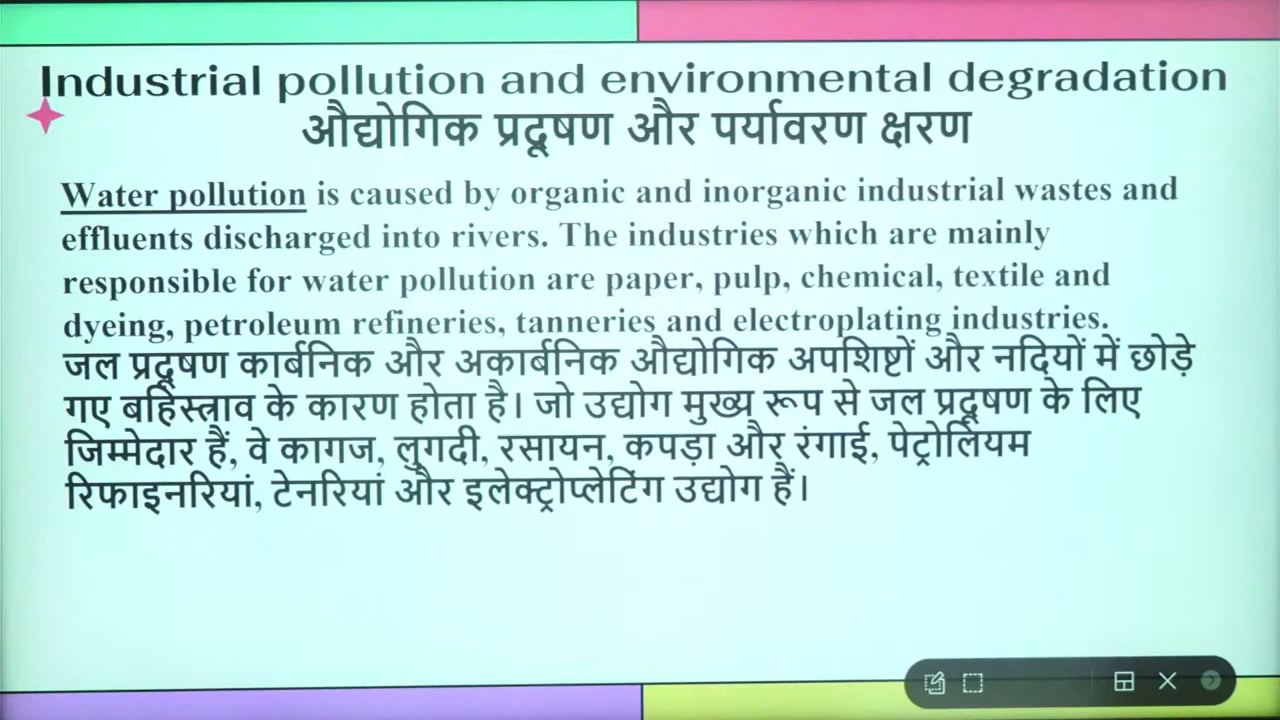 Industrial pollution and environmental degradation
औद्योगिक प्रदूषण और पर्यावरण क्षरण
Water pollution is caused by organic and inorganic industrial wastes and
effluents discharged into rivers. The industries which are mainly
responsible for water pollution are paper, pulp, chemical, textile and
dyeing, petroleum refineries, tanneries and electroplating industries.
जल प्रदूषण कार्बनिक और अकार्बनिक औद्योगिक अपशिष्टों और नदियों में छोड़े
गए बहिस्त्राव के कारण होता है। जो उद्योग मुख्य रूप से जल प्रदूषण के लिए
जिम्मेदार हैं, वे कागज, लुगदी, रसायन, कपड़ा और रंगाई, पेट्रोलियम
रिफाइनरियां, टेनरियां और इलेक्ट्रोप्लेटिंग उद्योग हैं।